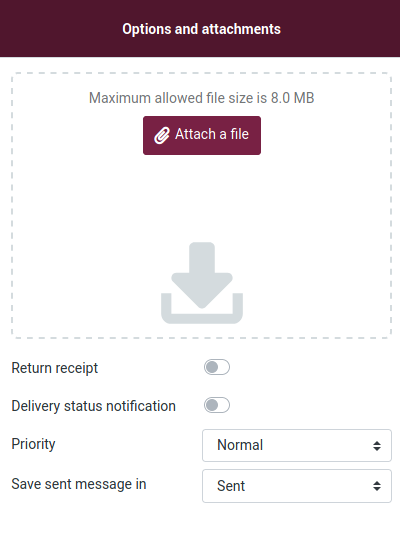 Options and attachments
Maximum allowed file size is 8.0 MB
Attach a file
Return receipt
Delivery status notification
Priority
Normal
Save sent message in
Sent